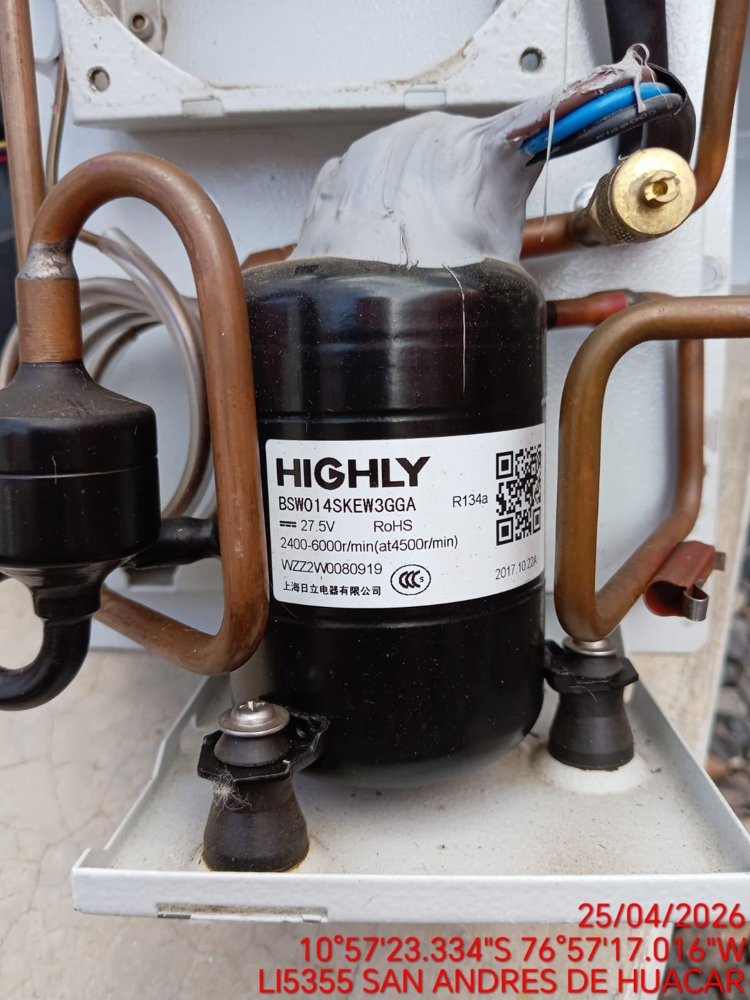 HIGHLY
BSW014SKEW3GGA R134a
27.5V RoHS
2400-6000r/min(at4500r/min)
WZZ2W0080919
CCC S
2017.10.22A
上海日立电器有限公司
25/04/2026
10°57'23.334"S 76°57'17.016"W
LI5355 SAN ANDRES DE HUACAR